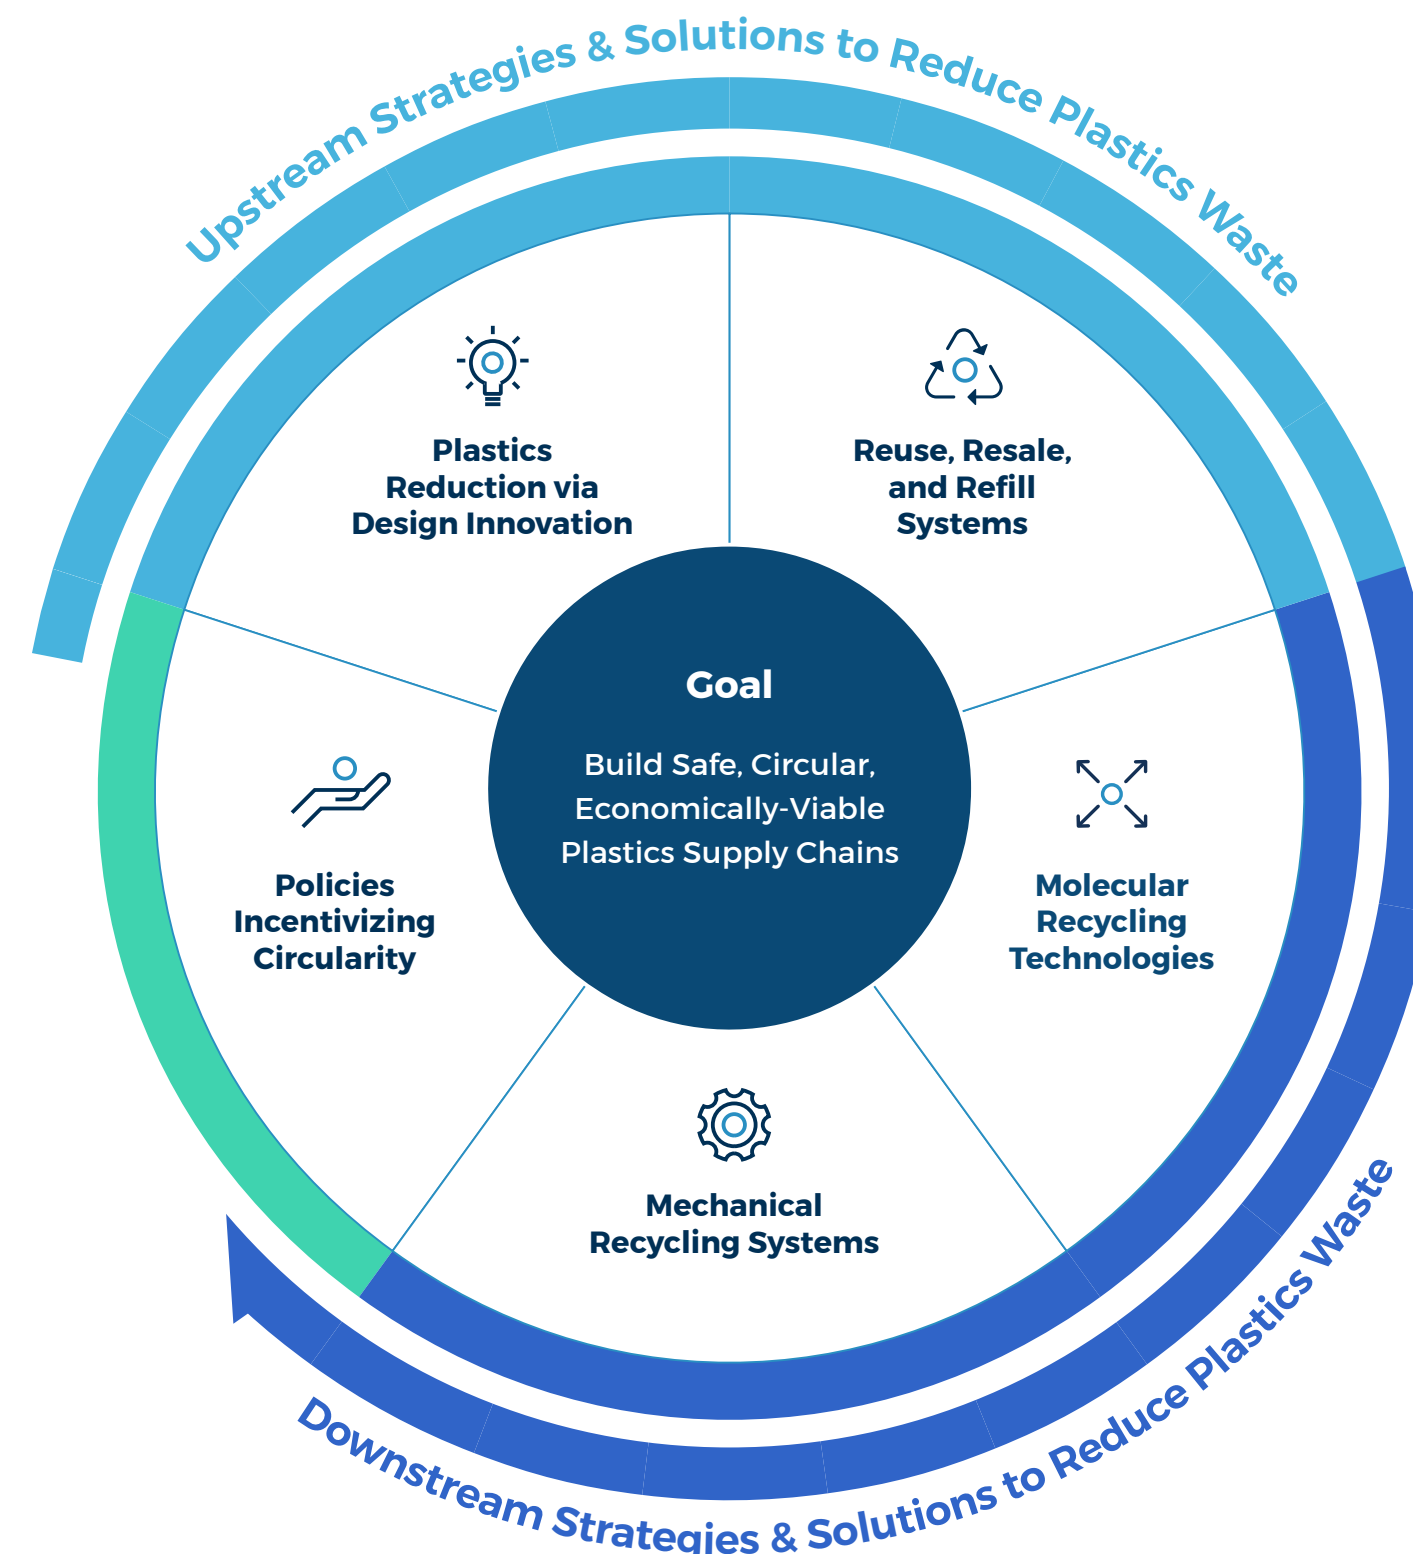 Upstream Strategies & Solutions to Reduce Plastics Waste
Plastics
Reduction via
Design Innovation
Reuse, Resale,
and Refill
Systems
Goal
Build Safe, Circular,
Economically-Viable
Plastics Supply Chains
Policies
Incentivizing
Circularity
Molecular
Recycling
Technologies
Mechanical
Recycling Systems
Downstream Strategies & Solutions to Reduce Plastics Waste